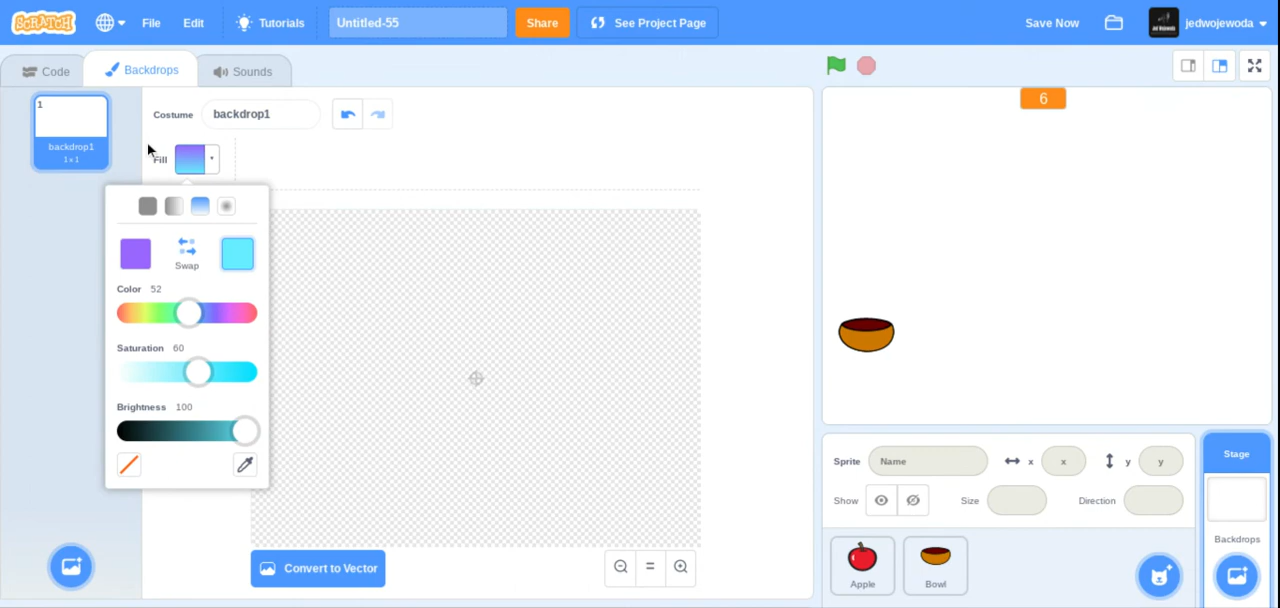 SCRATCH File Edit Tutorials Untitled-55 Share See Project Page Save Now jedwojewoda
Code Backdrops Sounds
1
backdrop1
1 x 1
Costume backdrop1
Fill
Swap
Color 52
Saturation 60
Brightness 100
Convert to Vector
6
Sprite Name x x y y
Show Size Direction
Apple Bowl
Stage
Backdrops